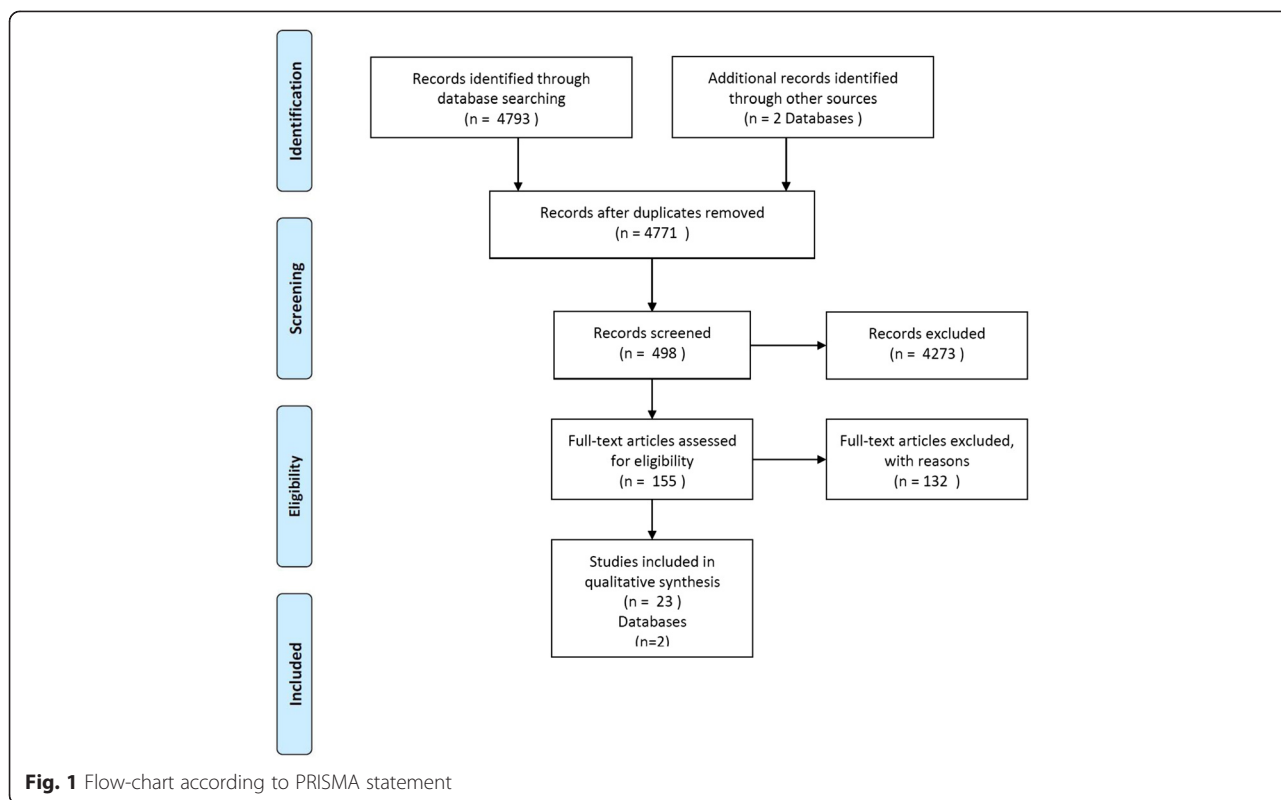 Identification
Records identified through
database searching
(n = 4793 )
Additional records identified
through other sources
(n = 2 Databases )
Records after duplicates removed
(n = 4771 )
Screening
Records screened
(n = 498 )
Records excluded
(n = 4273 )
Eligibility
Full-text articles assessed
for eligibility
(n = 155 )
Full-text articles excluded,
with reasons
(n = 132 )
Included
Studies included in
qualitative synthesis
(n = 23 )
Databases
(n=2)
Fig. 1 Flow-chart according to PRISMA statement